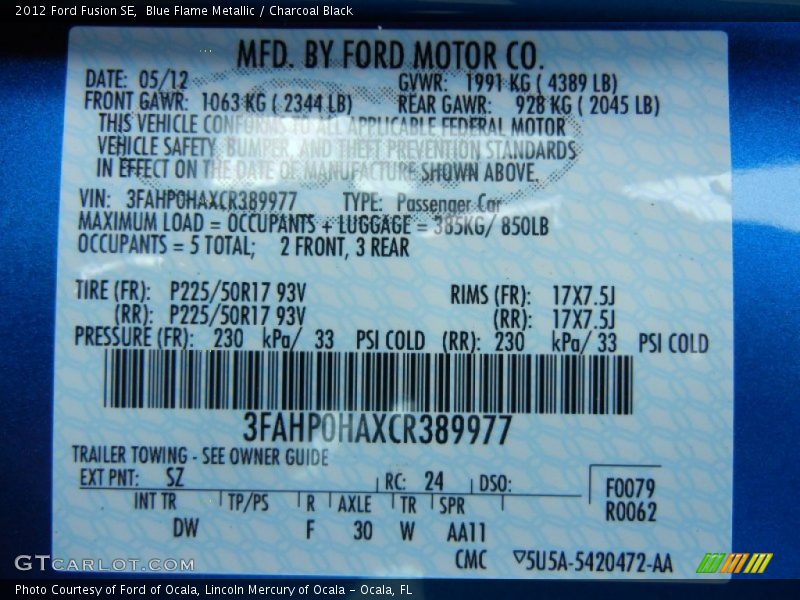 2012 Ford Fusion SE, Blue Flame Metallic / Charcoal Black
MFD. BY FORD MOTOR CO.
DATE: 05/12 GVWR: 1991 KG ( 4389 LB)
FRONT GAWR: 1063 KG ( 2344 LB) REAR GAWR: 928 KG ( 2045 LB)
THIS VEHICLE CONFORMS TO ALL APPLICABLE FEDERAL MOTOR
VEHICLE SAFETY, BUMPER, AND THEFT PREVENTION STANDARDS
IN EFFECT ON THE DATE OF MANUFACTURE SHOWN ABOVE.
VIN: 3FAHP0HAXCR389977 TYPE: Passenger Car
MAXIMUM LOAD = OCCUPANTS + LUGGAGE = 385KG/ 850LB
OCCUPANTS = 5 TOTAL; 2 FRONT, 3 REAR
TIRE (FR): P225/50R17 93V RIMS (FR): 17X7.5J
(RR): P225/50R17 93V (RR): 17X7.5J
PRESSURE (FR): 230 kPa/ 33 PSI COLD (RR): 230 kPa/ 33 PSI COLD
3FAHP0HAXCR389977
TRAILER TOWING - SEE OWNER GUIDE
EXT PNT: SZ RC: 24 DSO: F0079
INT TR TP/PS R AXLE TR SPR R0062
DW F 30 W AA11
CMC ▽5U5A-5420472-AA
GTCARLOT.COM
Photo Courtesy of Ford of Ocala, Lincoln Mercury of Ocala - Ocala, FL